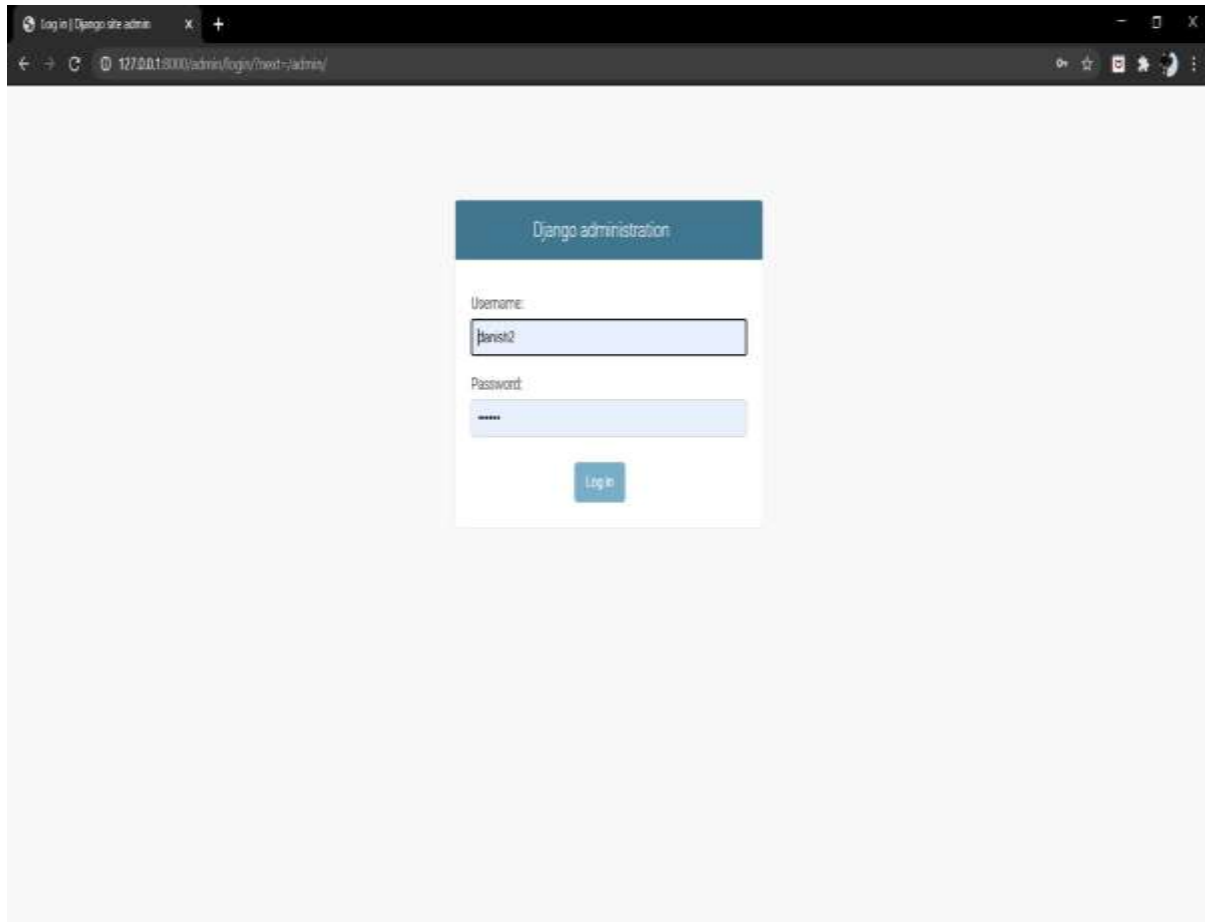 Log in | Django site admin
127.0.0.1:8000/admin/login/?next=/admin/
Django administration
Username:
danish2
Password:
••••••
Log in